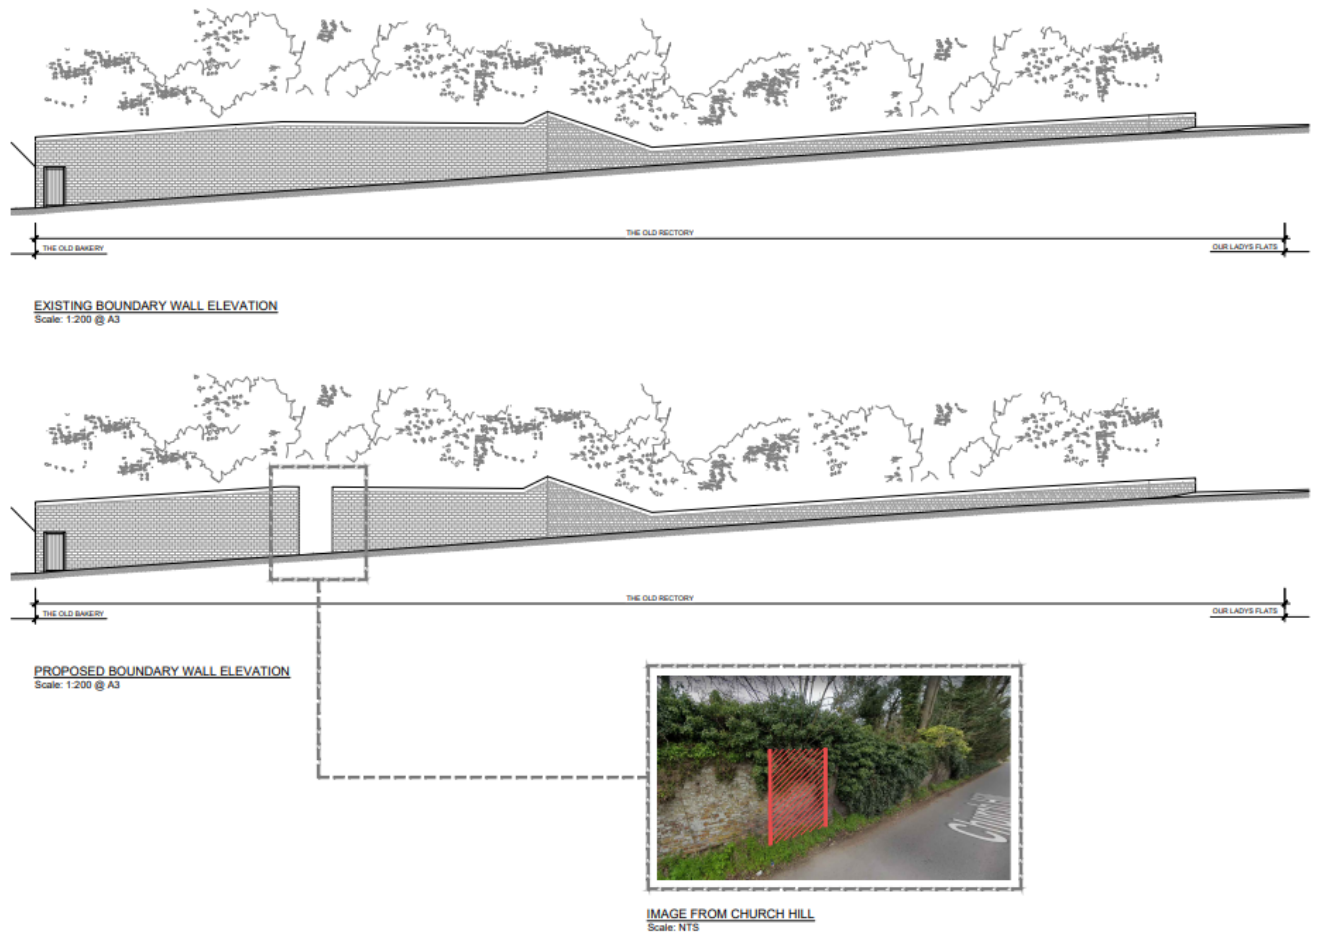 THE OLD RECTORY
THE OLD BAKERY
OUR LADYS FLATS
EXISTING BOUNDARY WALL ELEVATION
Scale: 1:200 @ A3
THE OLD RECTORY
THE OLD BAKERY
OUR LADYS FLATS
PROPOSED BOUNDARY WALL ELEVATION
Scale: 1:200 @ A3
Church Hill
IMAGE FROM CHURCH HILL
Scale: NTS